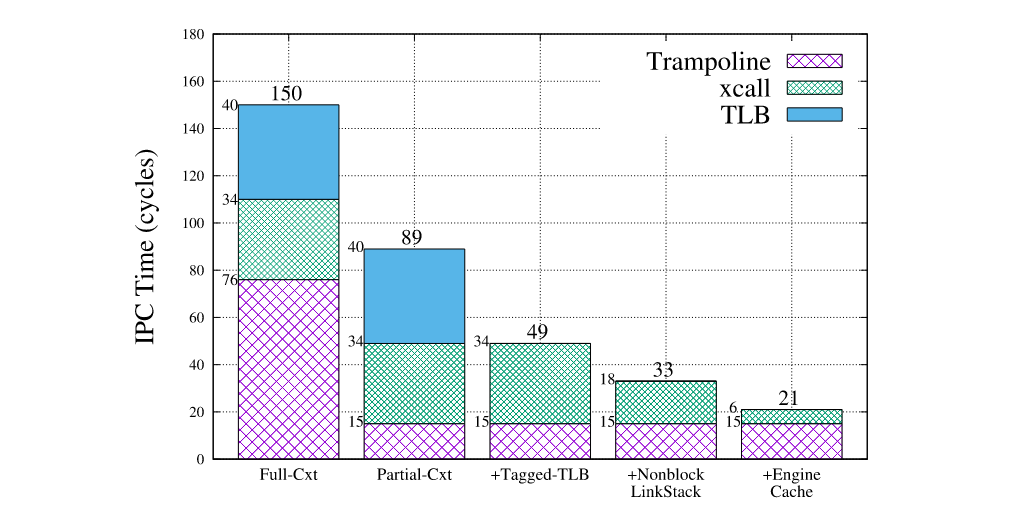 180
160
140
120
100
80
60
40
20
0
IPC Time (cycles)
Trampoline
xcall
TLB
40
150
34
76
40
89
34
15
34
49
15
18
33
15
6
21
15
Full-Cxt
Partial-Cxt
+Tagged-TLB
+Nonblock
LinkStack
+Engine
Cache